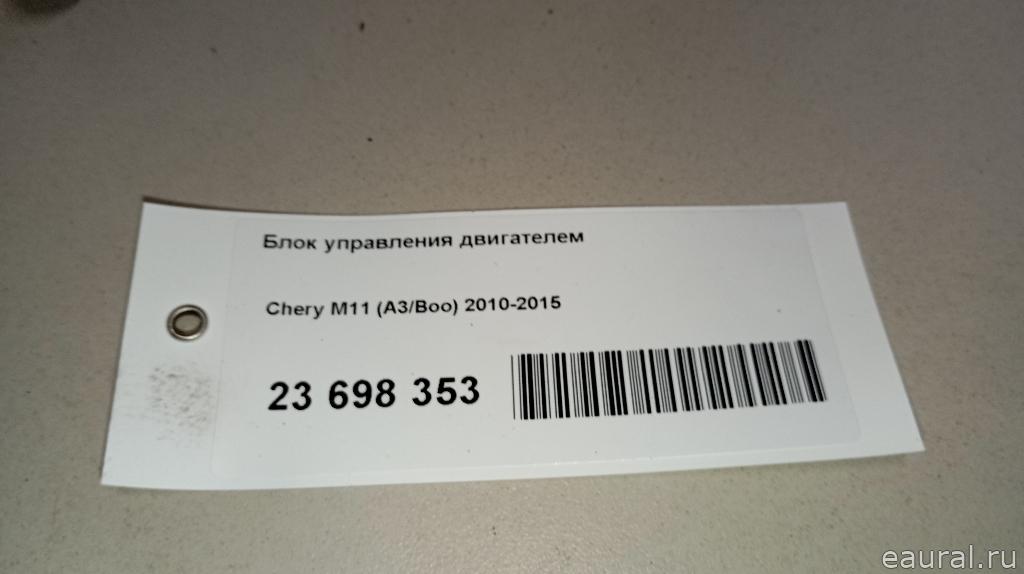 Блок управления двигателем
Chery M11 (A3/Boo) 2010-2015
23 698 353
eaural.ru